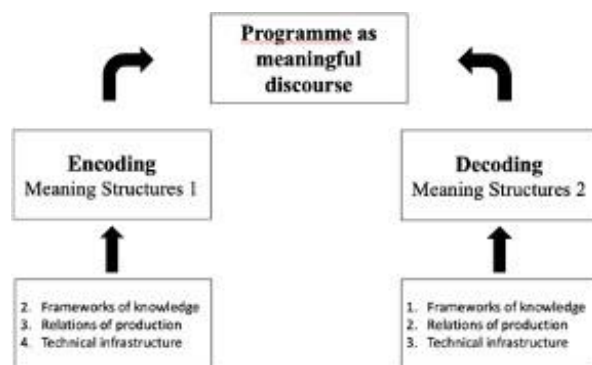 Programme as
meaningful
discourse
Encoding
Meaning Structures 1
Decoding
Meaning Structures 2
2. Frameworks of knowledge
3. Relations of production
4. Technical infrastructure
1. Frameworks of knowledge
2. Relations of production
3. Technical infrastructure